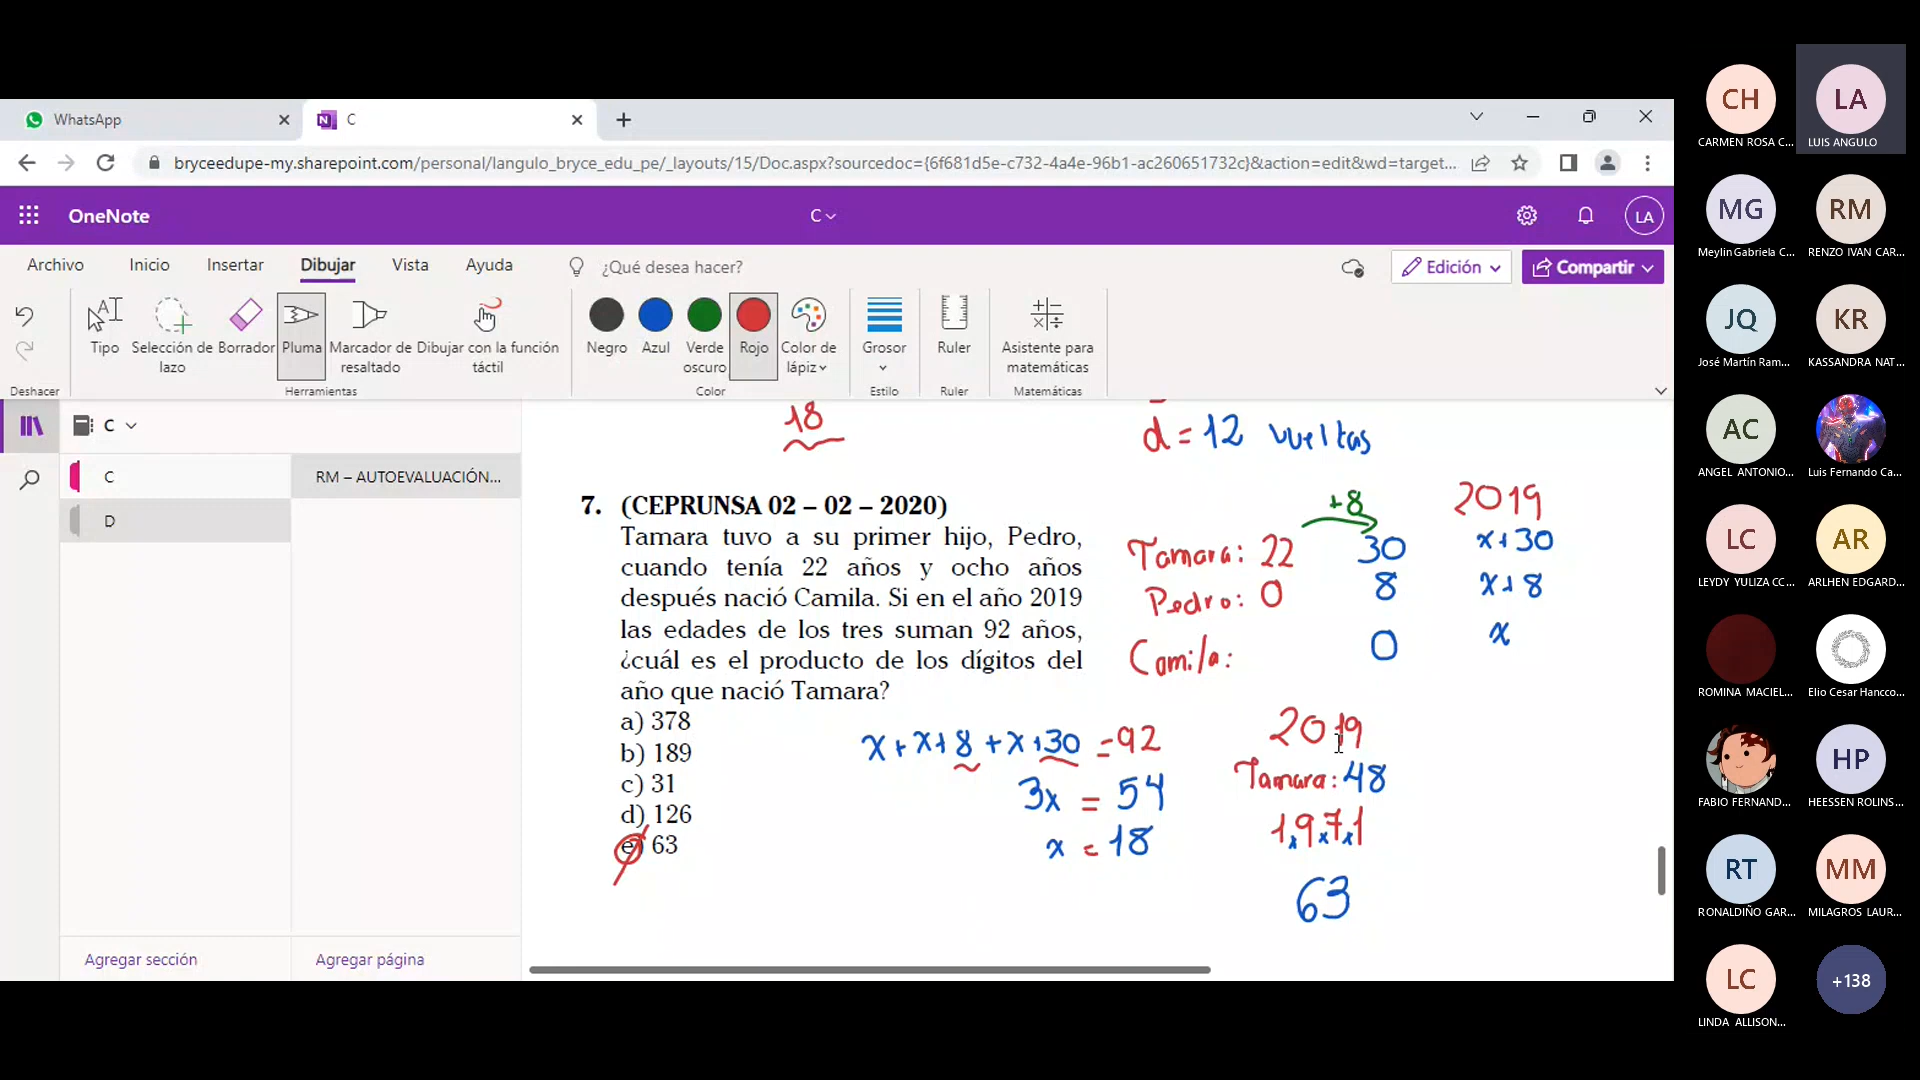 WhatsApp
C
bryceedupe-my.sharepoint.com/personal/langulo_bryce_edu_pe/_layouts/15/Doc.aspx?sourcedoc={6f681d5e-c732-4a4e-96b1-ac260651732c}&action=edit&wd=target...
OneNote
C
LA
Archivo Inicio Insertar Dibujar Vista Ayuda ¿Qué desea hacer? Edición Compartir
Tipo Selección de lazo Borrador Pluma Marcador de resaltado Dibujar con la función táctil Negro Azul Verde oscuro Rojo Color de lápiz Grosor Ruler Asistente para matemáticas
Deshacer Herramientas Color Estilo Ruler Matemáticas
C
C
D
RM – AUTOEVALUACIÓN...
Agregar sección
Agregar página
18
d = 12 vueltas
7. (CEPRUNSA 02 – 02 – 2020)
Tamara tuvo a su primer hijo, Pedro,
cuando tenía 22 años y ocho años
después nació Camila. Si en el año 2019
las edades de los tres suman 92 años,
¿cuál es el producto de los dígitos del
año que nació Tamara?
a) 378
b) 189
c) 31
d) 126
e) 63
+8 2019
Tamara: 22 30 x+30
Pedro: 0 8 x+8
Camila: 0 x
x+x+8+x+30 = 92
3x = 54
x = 18
2019
Tamara: 48
1x9x7x1
63
CH
CARMEN ROSA C...
LA
LUIS ANGULO
MG
Meylin Gabriela C...
RM
RENZO IVAN CAR...
JQ
José Martín Ram...
KR
KASSANDRA NAT...
AC
ANGEL ANTONIO...
Luis Fernando Ca...
LC
LEYDY YULIZA CC...
AR
ARLHEN EDGARD...
ROMINA MACIEL...
Elio Cesar Hancco...
FABIO FERNAND...
HP
HEESSEN ROLINS...
RT
RONALDIÑO GAR...
MM
MILAGROS LAUR...
LC
LINDA ALLISON...
+138